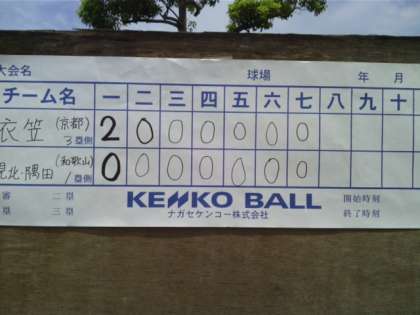 大会名 球場 年 月
チーム名 一 二 三 四 五 六 七 八 九 十
衣笠 (京都) 3塁側 2 0 0 0 0 0 0
北・隅田 (和歌山) 1塁側 0 0 0 0 0 0 0
審 二塁 KENKO BALL 開始時刻
塁 三 ナガセケンコー株式会社 終了時刻